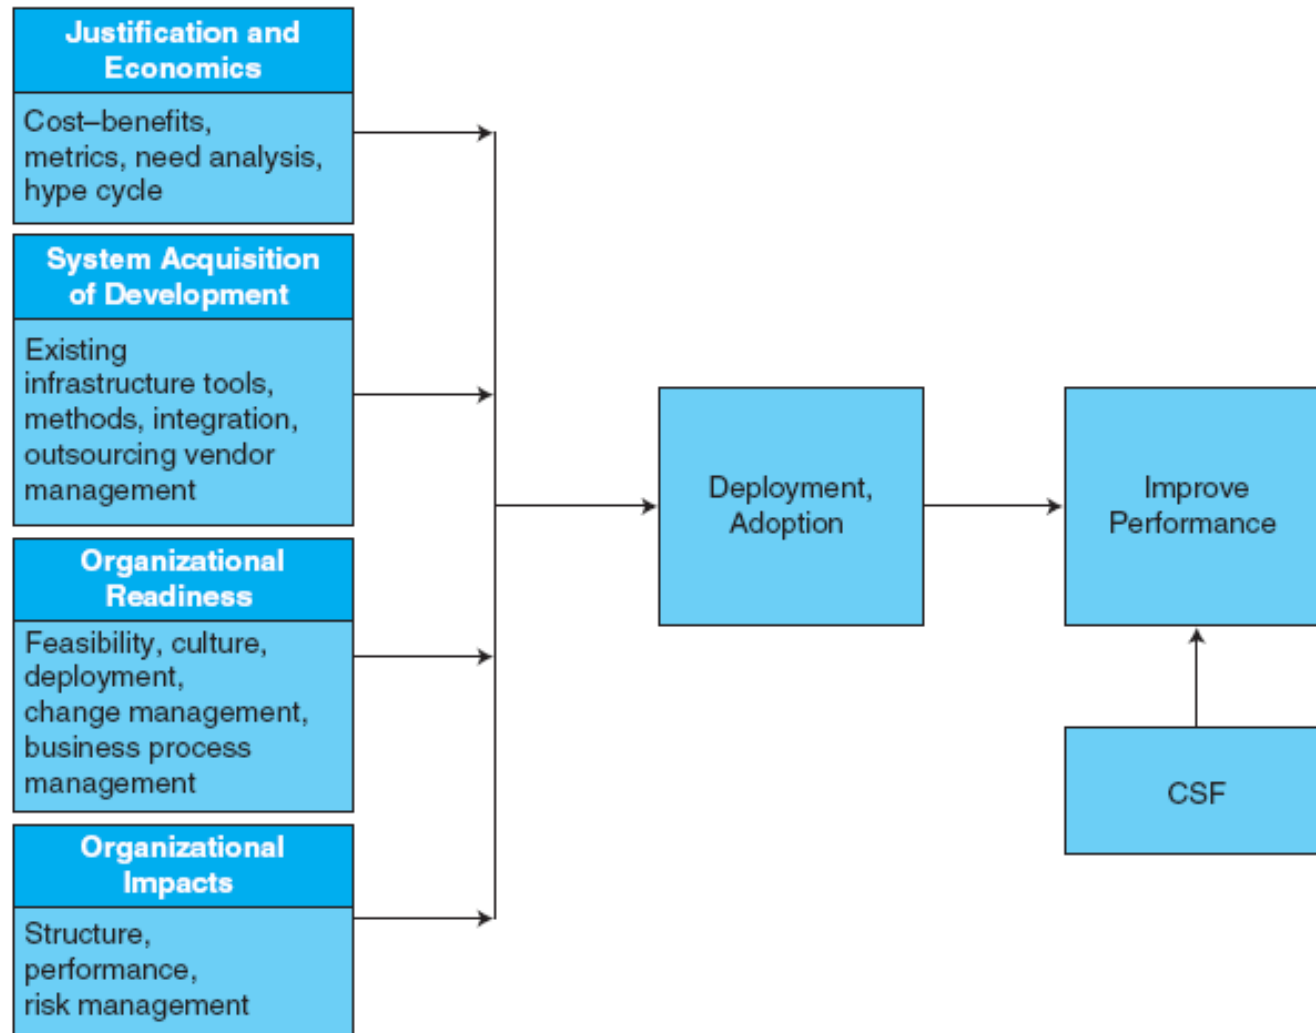 Justification and
Economics
Cost–benefits,
metrics, need analysis,
hype cycle
System Acquisition
of Development
Existing
infrastructure tools,
methods, integration,
outsourcing vendor
management
Organizational
Readiness
Feasibility, culture,
deployment,
change management,
business process
management
Organizational
Impacts
Structure,
performance,
risk management
Deployment,
Adoption
Improve
Performance
CSF